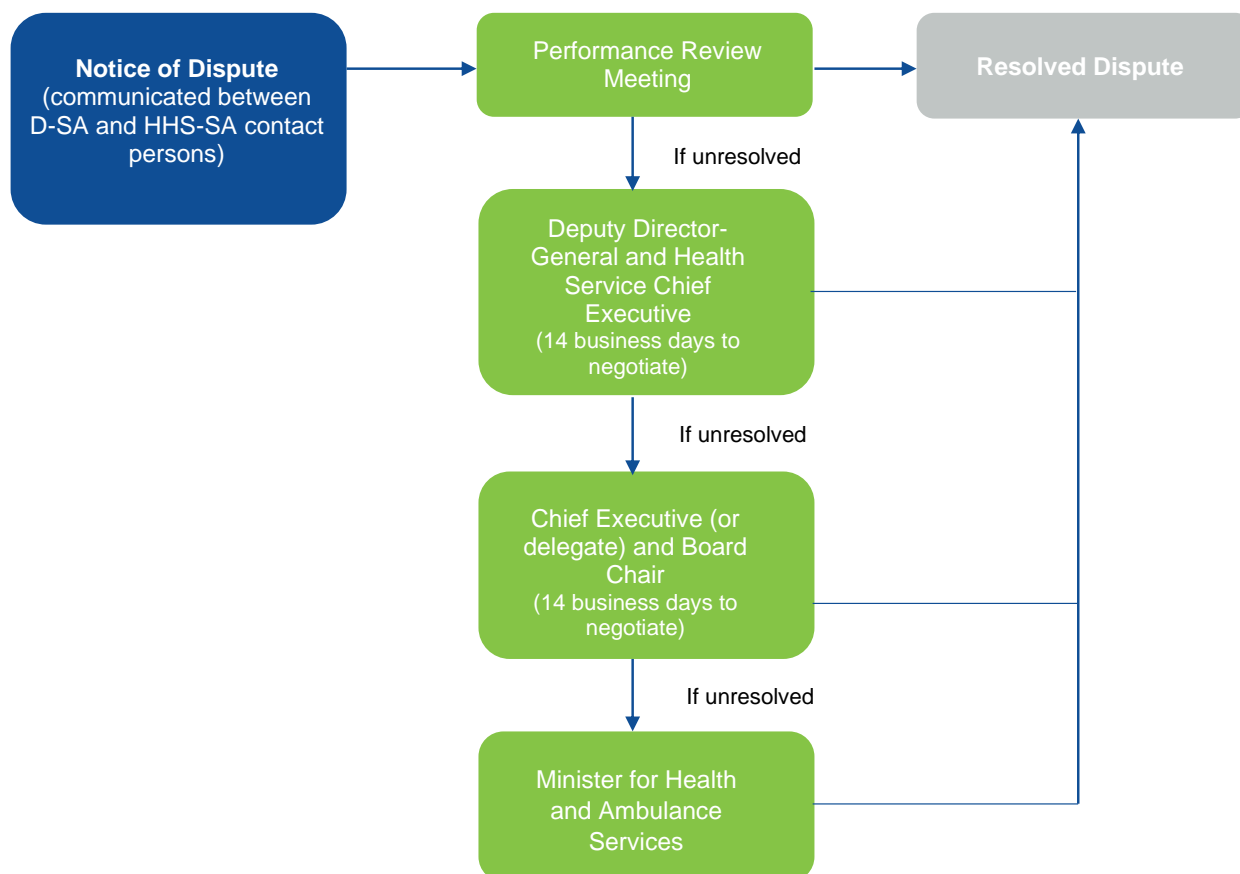 Notice of Dispute
(communicated between
D-SA and HHS-SA contact
persons)
Performance Review
Meeting
Resolved Dispute
If unresolved
Deputy Director-
General and Health
Service Chief
Executive
(14 business days to
negotiate)
If unresolved
Chief Executive (or
delegate) and Board
Chair
(14 business days to
negotiate)
If unresolved
Minister for Health
and Ambulance
Services